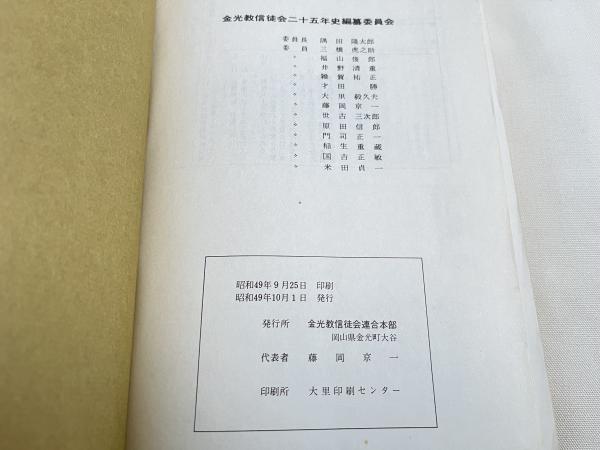 金光教信徒会二十五年史編纂委員会
委員長 隅田隆太郎
委員 三橋虎之助
〃 福山俊郎
〃 井野清重
〃 雑賀祐正
〃 才田勝
〃 大里毅久夫
〃 藤岡京一
〃 世古三次郎
〃 原田信郎
〃 門司正一
〃 稲生重蔵
〃 国吉正敏
〃 米田貞一
昭和49年9月25日 印刷
昭和49年10月1日 発行
発行所 金光教信徒会連合本部
岡山県金光町大谷
代表者 藤岡京一
印刷所 大里印刷センター